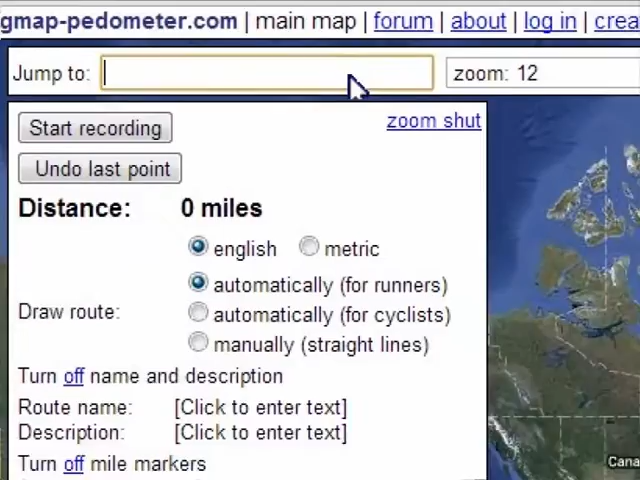 gmap-pedometer.com | main map | forum | about | log in | crea
Jump to:
zoom: 12
Start recording
zoom shut
Undo last point
Distance: 0 miles
english metric
automatically (for runners)
Draw route: automatically (for cyclists)
manually (straight lines)
Turn off name and description
Route name: [Click to enter text]
Description: [Click to enter text]
Turn off mile markers
Cana